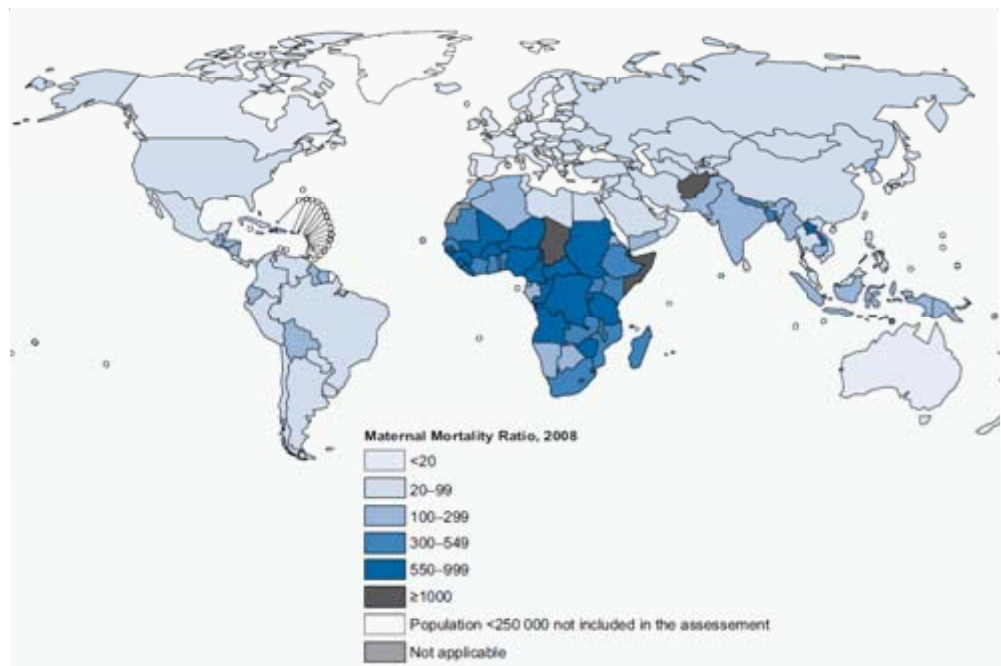 Maternal Mortality Ratio, 2008
<20
20–99
100–299
300–549
550–999
≥1000
Population <250 000 not included in the assessement
Not applicable